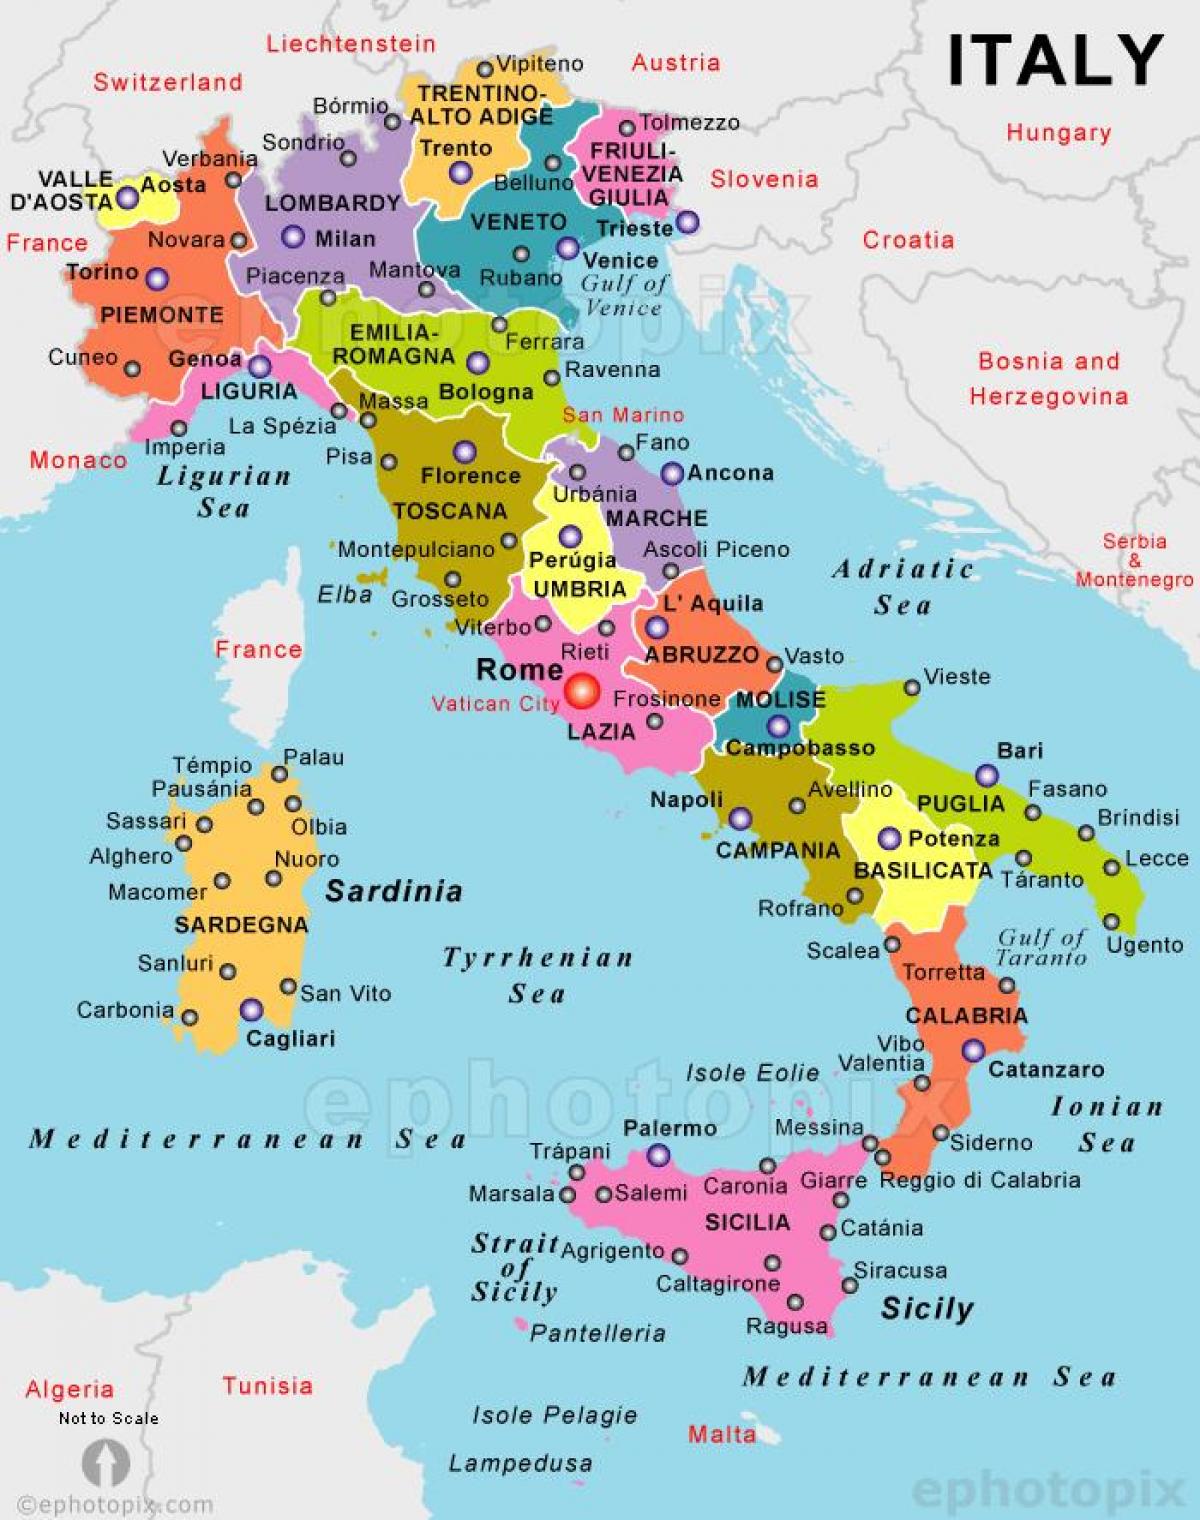 ITALY
Liechtenstein
Vipiteno
Austria
Switzerland
TRENTINO-
ALTO ADIGE
Bórmio
Tolmezzo
Hungary
Sondrio
Trento
FRIULI-
VENEZIA
GIULIA
Verbania
VALLE
D'AOSTA
Aosta
Belluno
Slovenia
LOMBARDY
VENETO
Trieste
France
Novara
Milan
Venice
Croatia
Torino
Piacenza
Mantova
Rubano
Gulf of
Venice
PIEMONTE
ephotopix
EMILIA-
ROMAGNA
Ferrara
Cuneo
Genoa
Ravenna
Bosnia and
Herzegovina
LIGURIA
Bologna
Massa
San Marino
La Spézia
Imperia
Fano
Monaco
Pisa
Ligurian
Sea
Florence
Ancona
Urbánia
TOSCANA
MARCHE
Montepulciano
Perúgia
Ascoli Piceno
Serbia
&
Montenegro
Adriatic
Sea
Elba
Grosseto
UMBRIA
L' Aquila
Viterbo
Rieti
France
ABRUZZO
Vasto
Rome
Vieste
Vatican City
Frosinone
MOLISE
LAZIA
Campobasso
Bari
Témpio
Pausánia
Palau
Napoli
Avellino
Fasano
PUGLIA
Sassari
Olbia
Brindisi
Potenza
Alghero
Nuoro
CAMPANIA
BASILICATA
Lecce
Táranto
Macomer
Sardinia
Rofrano
SARDEGNA
Gulf of
Taranto
Ugento
Scalea
Tyrrhenian
Sea
Sanluri
Torretta
San Vito
Carbonia
CALABRIA
Cagliari
Vibo
Valentia
Isole Eolie
Catanzaro
ephotopix
Ionian
Sea
Mediterranean Sea
Palermo
Messina
Siderno
Trápani
Marsala
Salemi
Caronia
Giarre
Reggio di Calabria
SICILIA
Catánia
Strait
of
Sicily
Agrigento
Caltagirone
Siracusa
Sicily
Ragusa
Pantelleria
Mediterranean Sea
Algeria
Tunisia
Not to Scale
Isole Pelagie
Malta
Lampedusa
©ephotopix.com
ephotopix